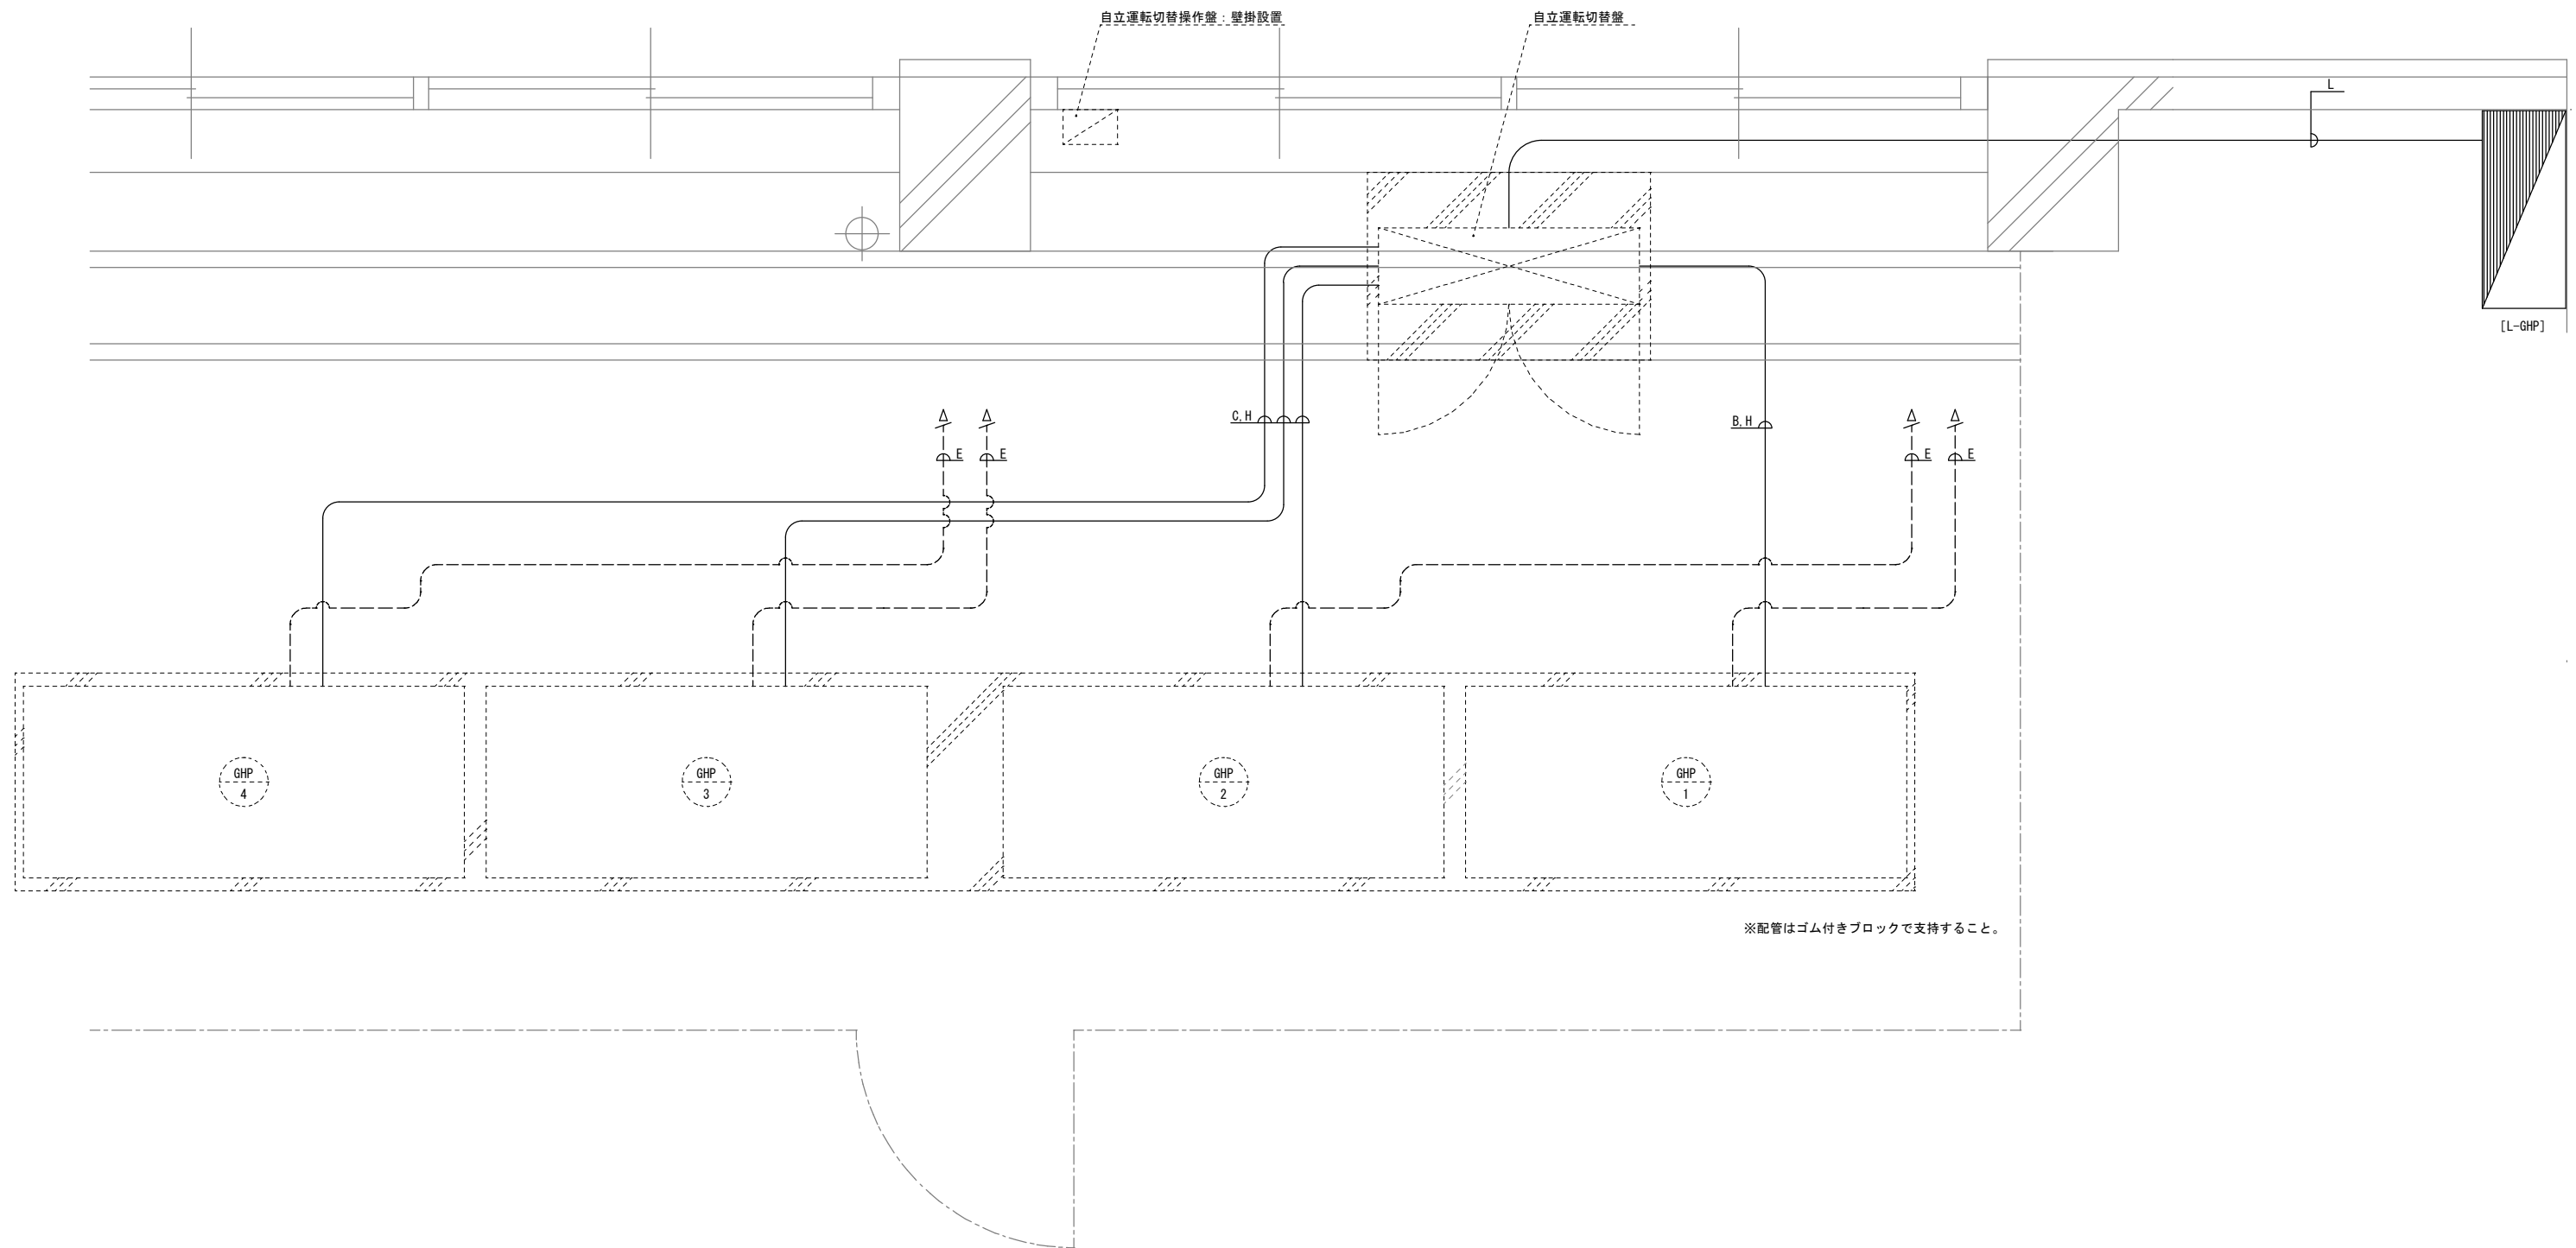 自立運転切替操作盤：壁掛設置
自立運転切替盤
L
[L-GHP]
C,H
B,H
E
E
E
E
GHP
4
GHP
3
GHP
2
GHP
1
※配管はゴム付きブロックで支持すること。